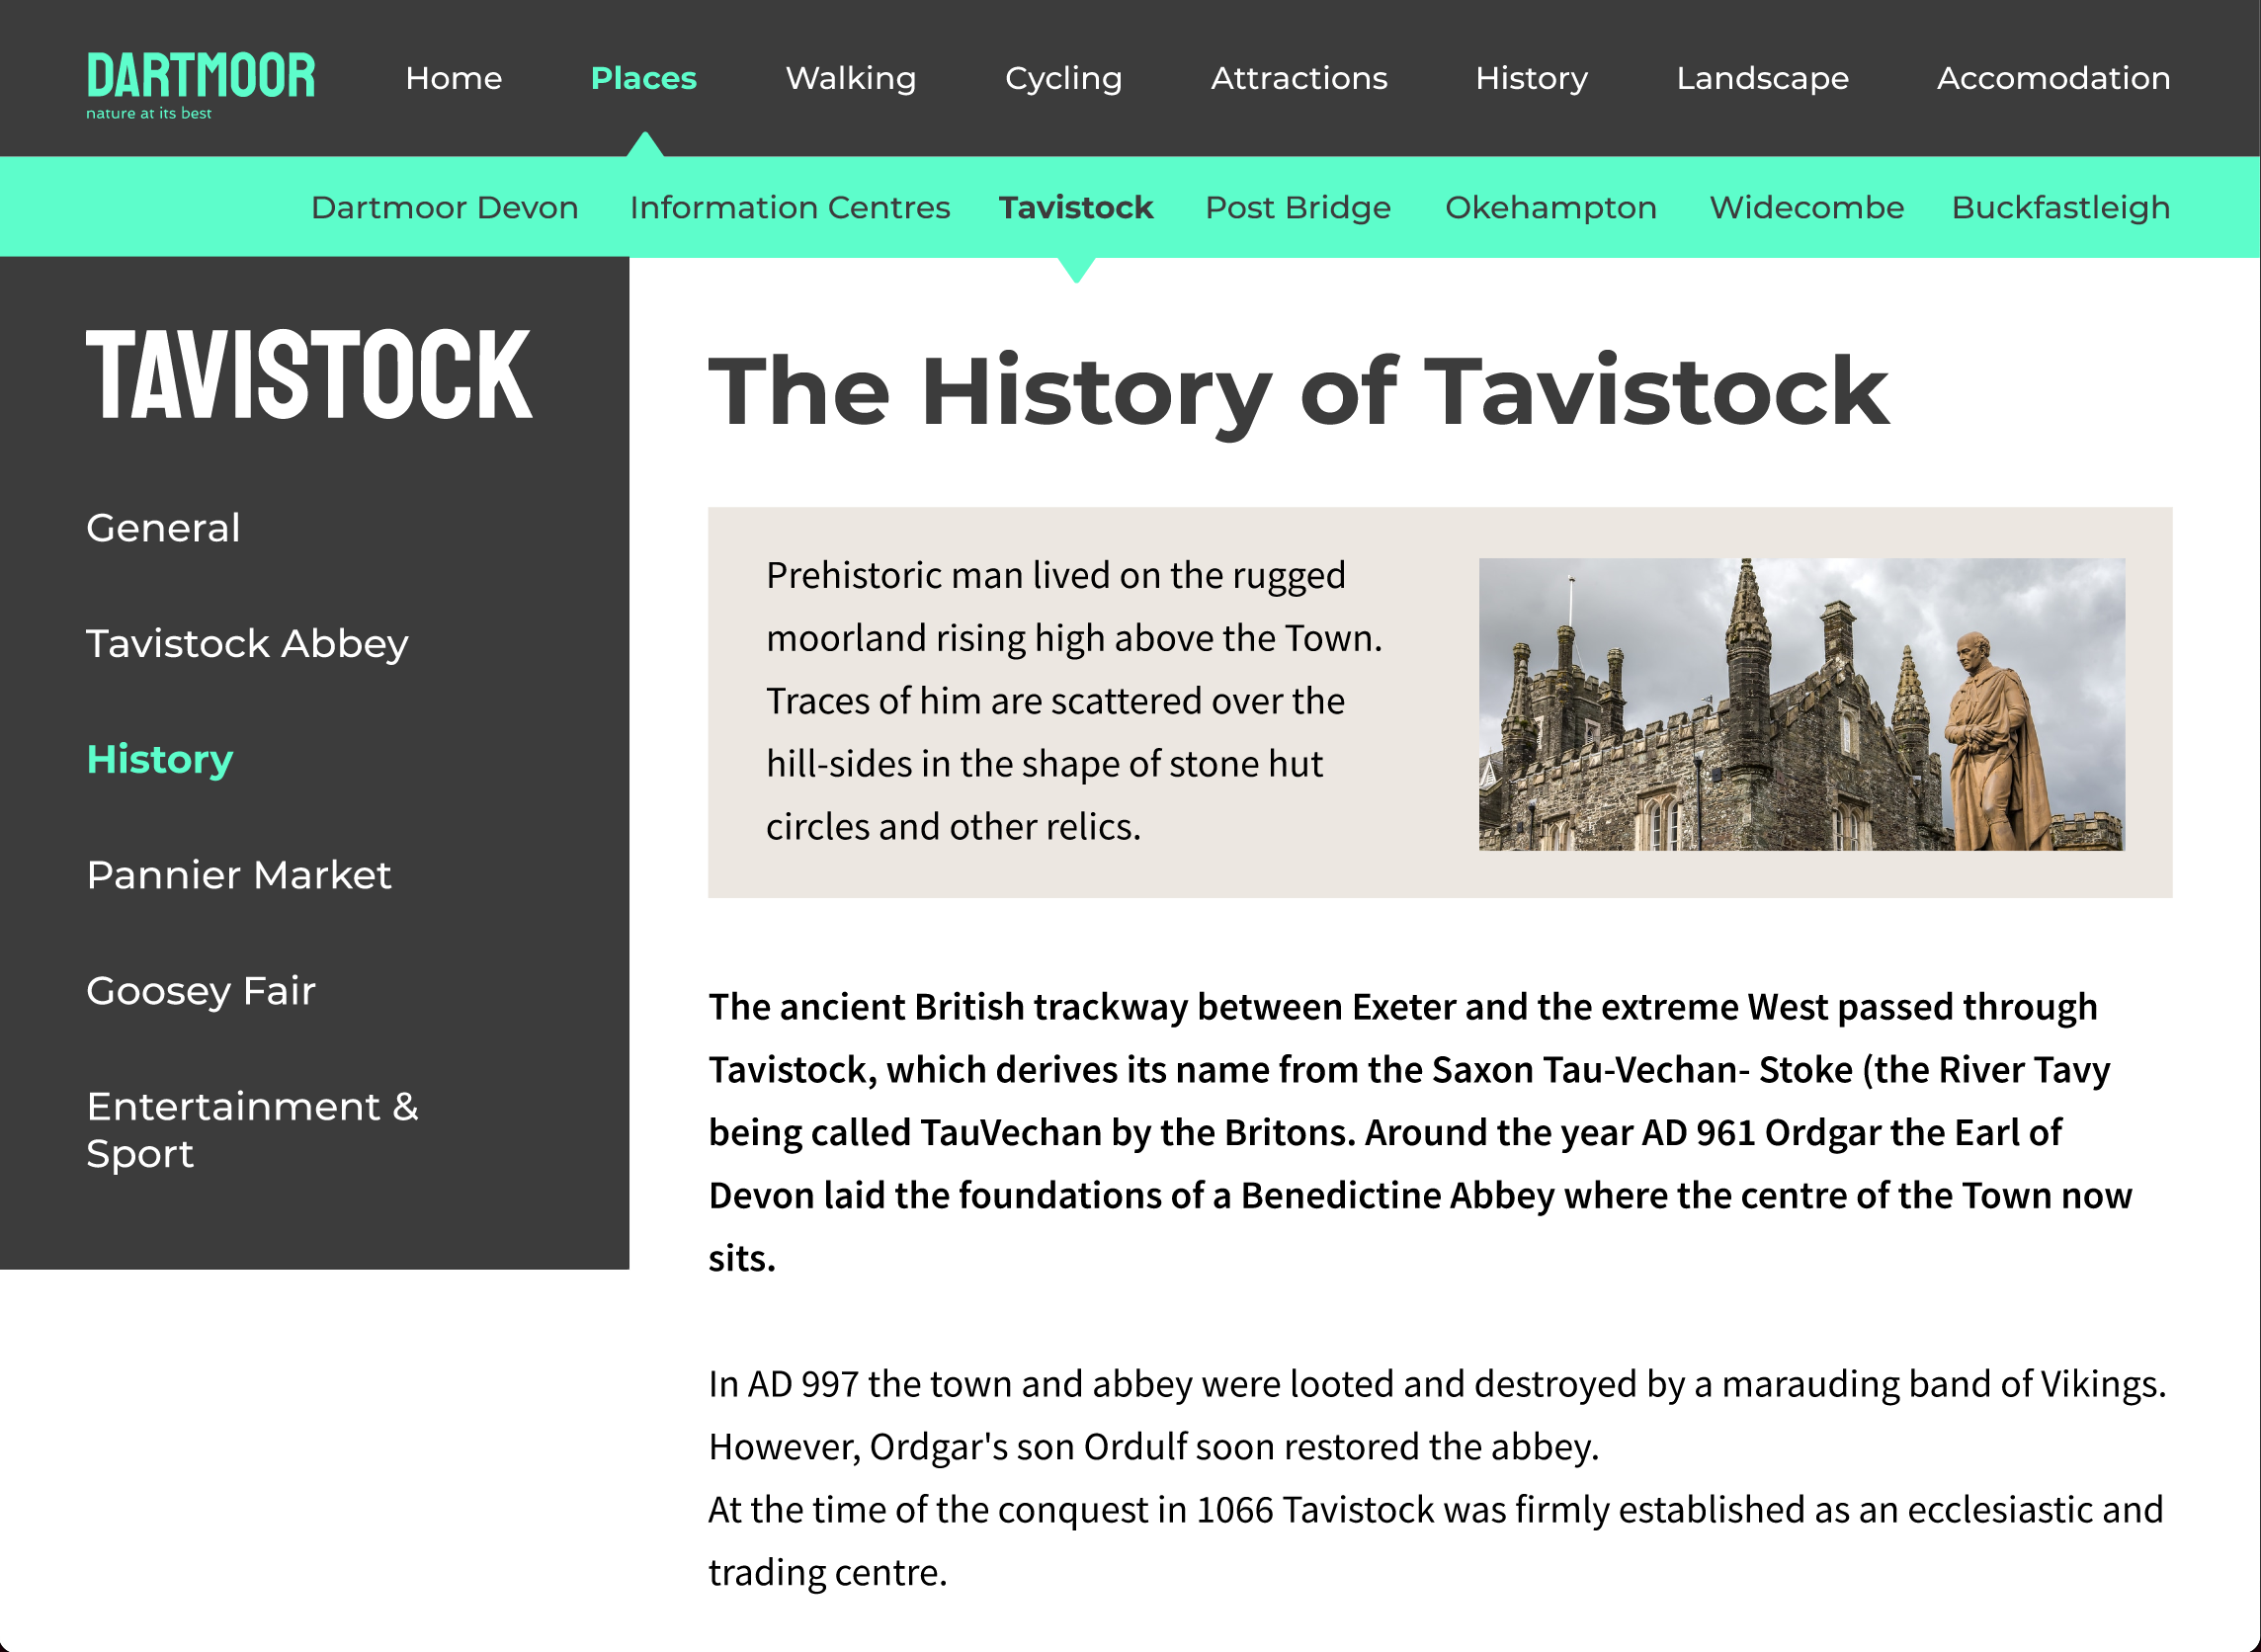 DARTMOOR
nature at its best
Home Places Walking Cycling Attractions History Landscape Accomodation
Dartmoor Devon Information Centres Tavistock Post Bridge Okehampton Widecombe Buckfastleigh
TAVISTOCK
General
Tavistock Abbey
History
Pannier Market
Goosey Fair
Entertainment &
Sport
The History of Tavistock
Prehistoric man lived on the rugged
moorland rising high above the Town.
Traces of him are scattered over the
hill-sides in the shape of stone hut
circles and other relics.
The ancient British trackway between Exeter and the extreme West passed through
Tavistock, which derives its name from the Saxon Tau-Vechan- Stoke (the River Tavy
being called TauVechan by the Britons. Around the year AD 961 Ordgar the Earl of
Devon laid the foundations of a Benedictine Abbey where the centre of the Town now
sits.
In AD 997 the town and abbey were looted and destroyed by a marauding band of Vikings.
However, Ordgar's son Ordulf soon restored the abbey.
At the time of the conquest in 1066 Tavistock was firmly established as an ecclesiastic and
trading centre.